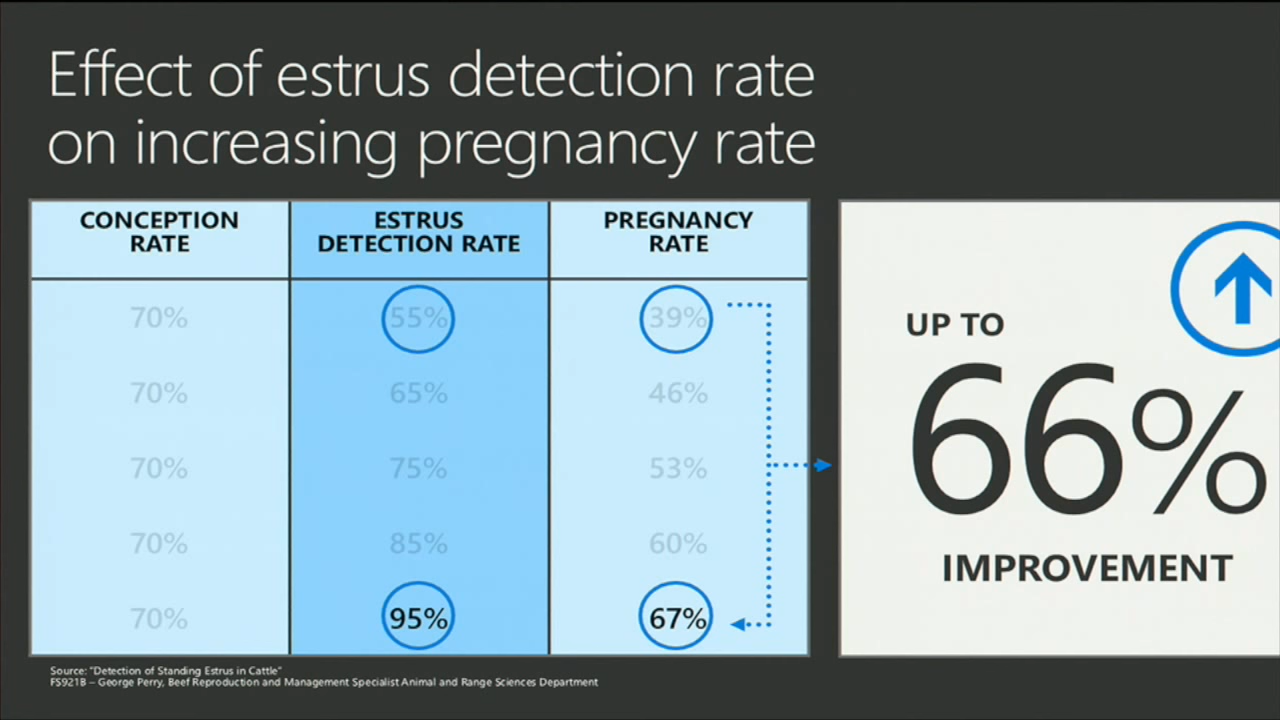 Effect of estrus detection rate
on increasing pregnancy rate
CONCEPTION RATE ESTRUS DETECTION RATE PREGNANCY RATE
70% 55% 39%
70% 65% 46%
70% 75% 53%
70% 85% 60%
70% 95% 67%
UP TO
66%
IMPROVEMENT
Source: "Detection of Standing Estrus in Cattle"
FS921B – George Perry, Beef Reproduction and Management Specialist Animal and Range Sciences Department